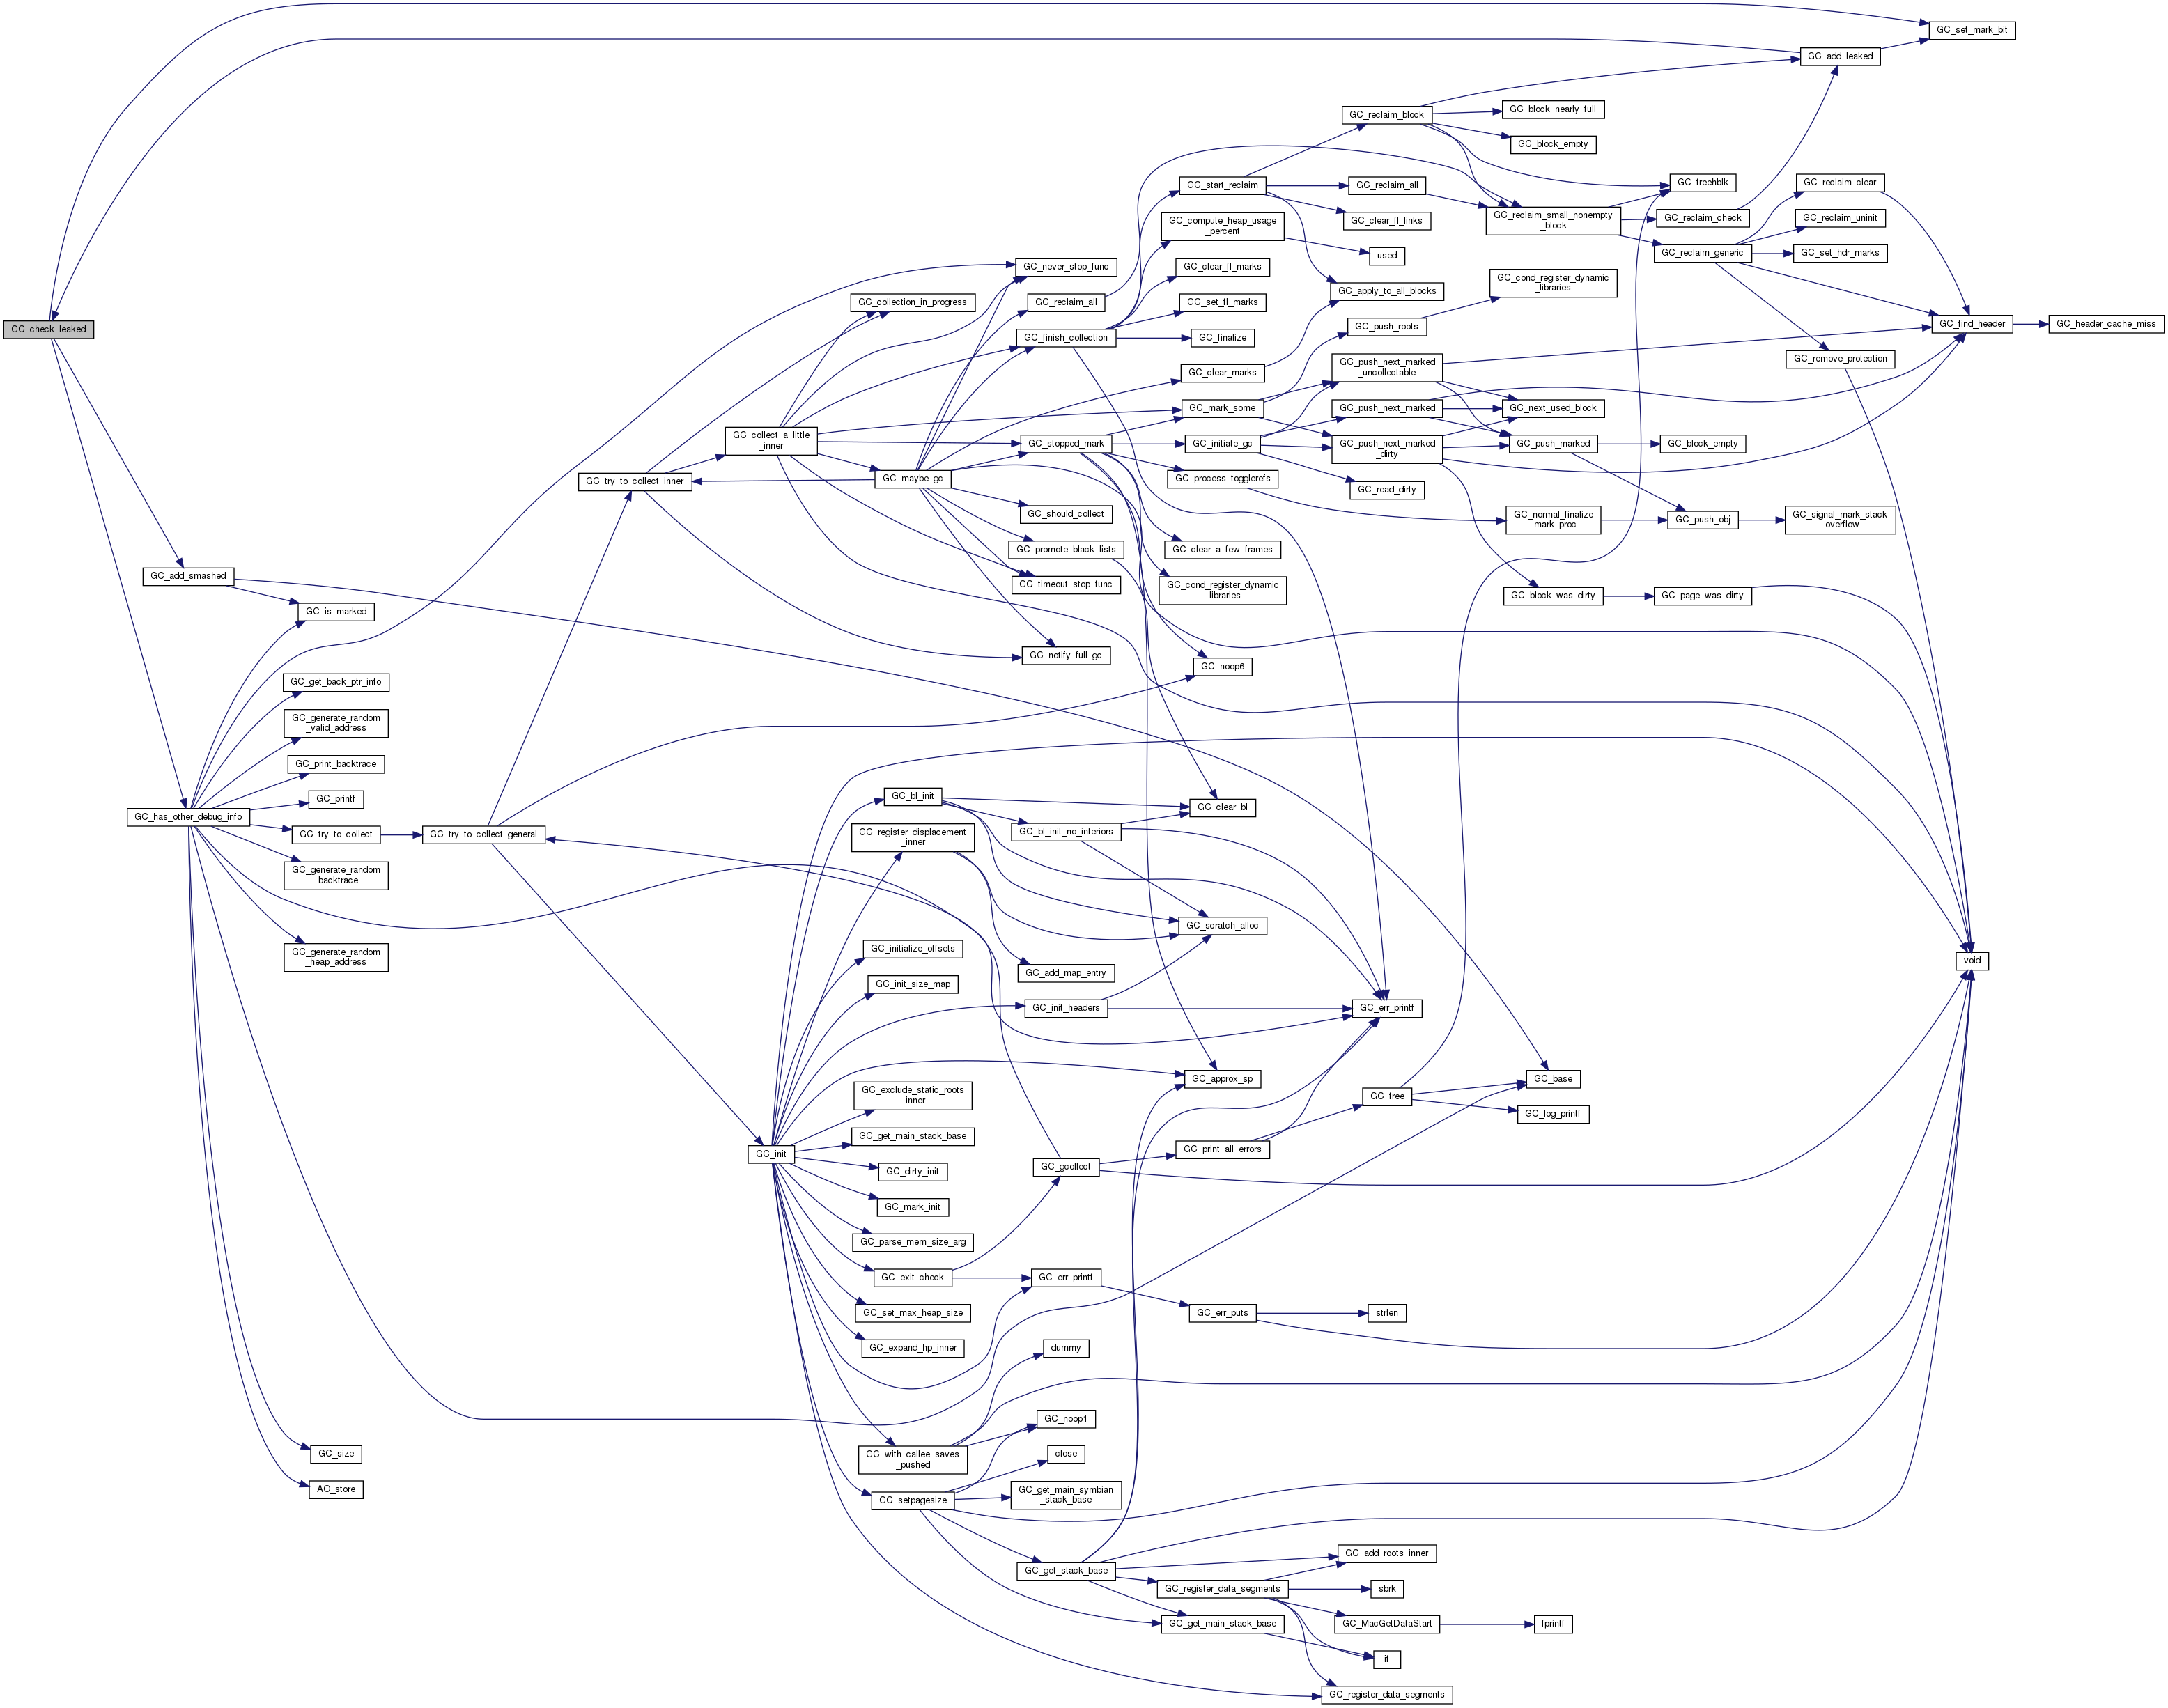 GC_check_leaked
GC_add_smashed
GC_has_other_debug_info
GC_is_marked
GC_get_back_ptr_info
GC_generate_random
_valid_address
GC_print_backtrace
GC_printf
GC_try_to_collect
GC_generate_random
_backtrace
GC_generate_random
_heap_address
GC_size
AO_store
GC_try_to_collect_general
GC_try_to_collect_inner
GC_collect_a_little
_inner
GC_init
GC_collection_in_progress
GC_maybe_gc
GC_bl_init
GC_register_displacement
_inner
GC_initialize_offsets
GC_init_size_map
GC_exclude_static_roots
_inner
GC_get_main_stack_base
GC_dirty_init
GC_mark_init
GC_parse_mem_size_arg
GC_exit_check
GC_set_max_heap_size
GC_expand_hp_inner
GC_with_callee_saves
_pushed
GC_setpagesize
GC_never_stop_func
GC_reclaim_all
GC_finish_collection
GC_stopped_mark
GC_should_collect
GC_promote_black_lists
GC_timeout_stop_func
GC_notify_full_gc
GC_bl_init_no_interiors
GC_add_map_entry
GC_init_headers
GC_gcollect
GC_err_printf
dummy
GC_noop1
close
GC_get_main_symbian
_stack_base
GC_get_stack_base
GC_start_reclaim
GC_compute_heap_usage
_percent
GC_clear_fl_marks
GC_set_fl_marks
GC_finalize
GC_clear_marks
GC_mark_some
GC_initiate_gc
GC_process_togglerefs
GC_clear_a_few_frames
GC_cond_register_dynamic
_libraries
GC_noop6
GC_clear_bl
GC_scratch_alloc
GC_approx_sp
GC_print_all_errors
GC_err_puts
GC_register_data_segments
GC_get_main_stack_base
GC_reclaim_block
GC_reclaim_all
GC_clear_fl_links
used
GC_apply_to_all_blocks
GC_push_roots
GC_push_next_marked
_uncollectable
GC_push_next_marked
GC_push_next_marked
_dirty
GC_read_dirty
GC_err_printf
GC_free
strlen
GC_add_roots_inner
sbrk
GC_MacGetDataStart
if
GC_register_data_segments
GC_block_nearly_full
GC_block_empty
GC_reclaim_small_nonempty
_block
GC_cond_register_dynamic
_libraries
GC_next_used_block
GC_push_marked
GC_normal_finalize
_mark_proc
GC_block_was_dirty
GC_base
GC_log_printf
fprintf
GC_freehblk
GC_reclaim_check
GC_reclaim_generic
GC_block_empty
GC_push_obj
GC_page_was_dirty
GC_add_leaked
GC_reclaim_clear
GC_reclaim_uninit
GC_set_hdr_marks
GC_remove_protection
GC_signal_mark_stack
_overflow
GC_set_mark_bit
GC_find_header
void
GC_header_cache_miss